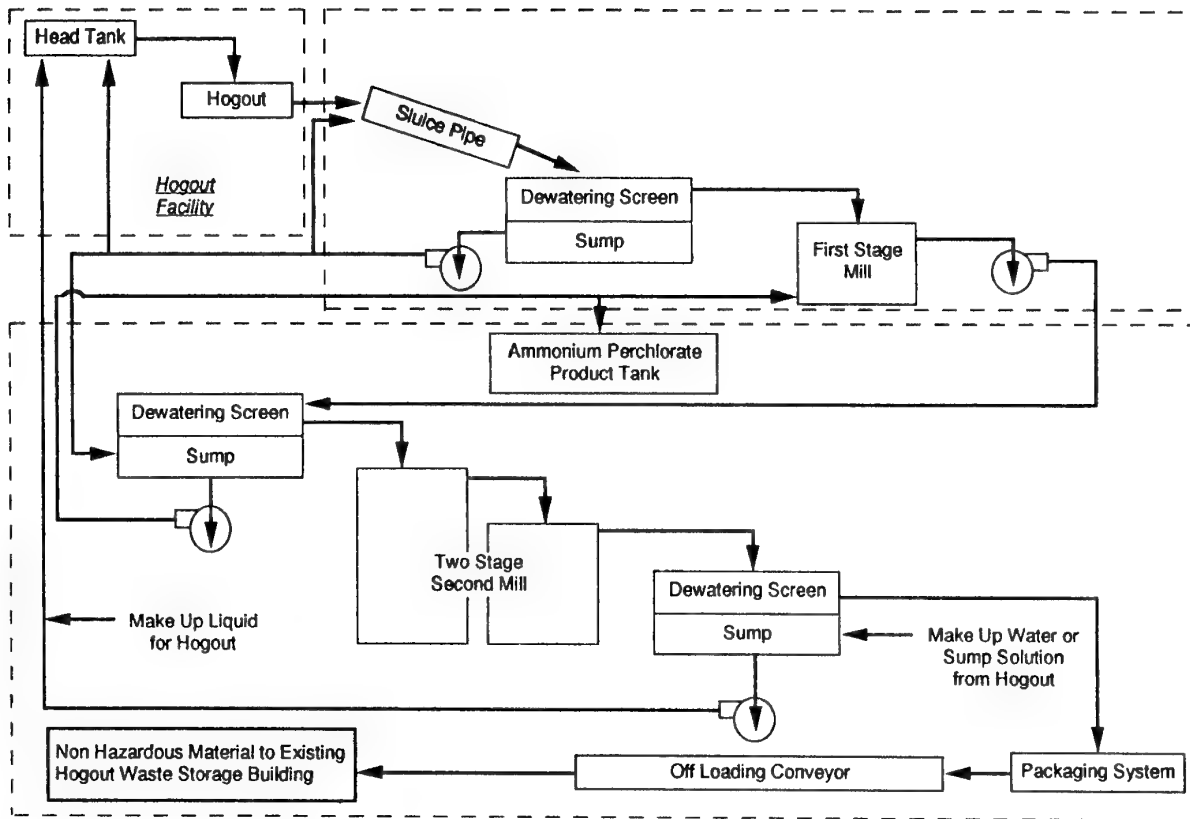 Head Tank
Hogout
Sluice Pipe
Hogout
Facility
Dewatering Screen
Sump
First Stage
Mill
Ammonium Perchlorate
Product Tank
Dewatering Screen
Sump
Two Stage
Second Mill
Dewatering Screen
Sump
Make Up Liquid
for Hogout
Make Up Water or
Sump Solution
from Hogout
Non Hazardous Material to Existing
Hogout Waste Storage Building
Off Loading Conveyor
Packaging System